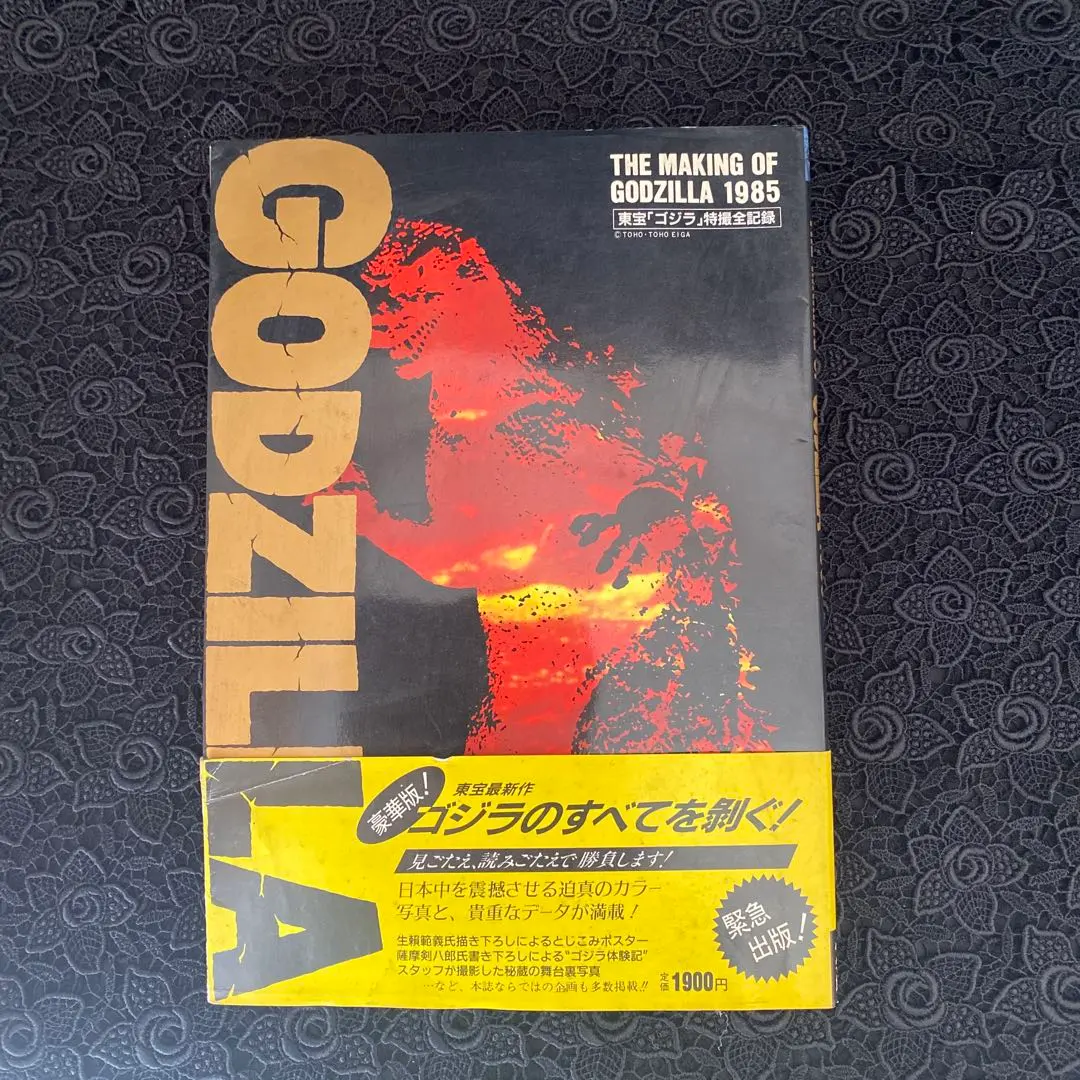 GODZILLA
THE MAKING OF
GODZILLA 1985
東宝「ゴジラ」特撮全記録
© TOHO・TOHO EIGA
豪華版!
東宝最新作
ゴジラのすべてを剥ぐ!
見ごたえ、読みごたえで勝負します!
日本中を震撼させる迫真のカラー
写真と、貴重なデータが満載!
生頼範義氏描き下ろしによるとじこみポスター
薩摩剣八郎氏書き下ろしによる“ゴジラ体験記”
スタッフが撮影した秘蔵の舞台裏写真
…など、本誌ならではの企画も多数掲載!!
緊急
出版!
定価1900円